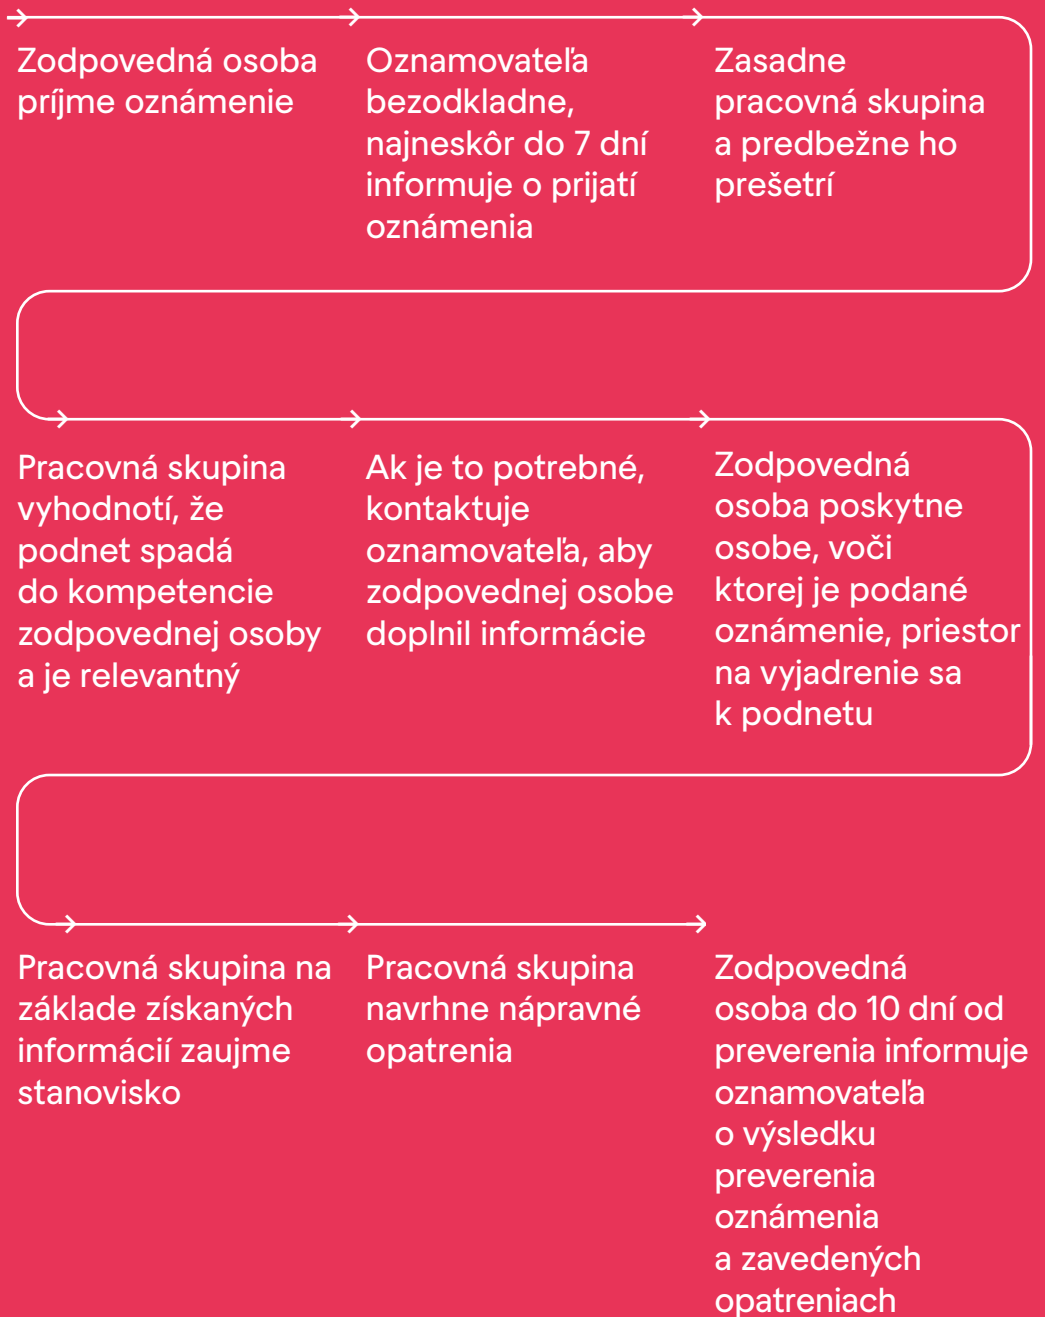 Zodpovedná osoba
príjme oznámenie
Oznamovateľa
bezodkladne,
najneskôr do 7 dní
informuje o prijatí
oznámenia
Zasadne
pracovná skupina
a predbežne ho
prešetrí
Pracovná skupina
vyhodnotí, že
podnet spadá
do kompetencie
zodpovednej osoby
a je relevantný
Ak je to potrebné,
kontaktuje
oznamovateľa, aby
zodpovednej osobe
doplnil informácie
Zodpovedná
osoba poskytne
osobe, voči
ktorej je podané
oznámenie, priestor
na vyjadrenie sa
k podnetu
Pracovná skupina na
základe získaných
informácií zaujme
stanovisko
Pracovná skupina
navrhne nápravné
opatrenia
Zodpovedná
osoba do 10 dní od
preverenia informuje
oznamovateľa
o výsledku
preverenia
oznámenia
a zavedených
opatreniach